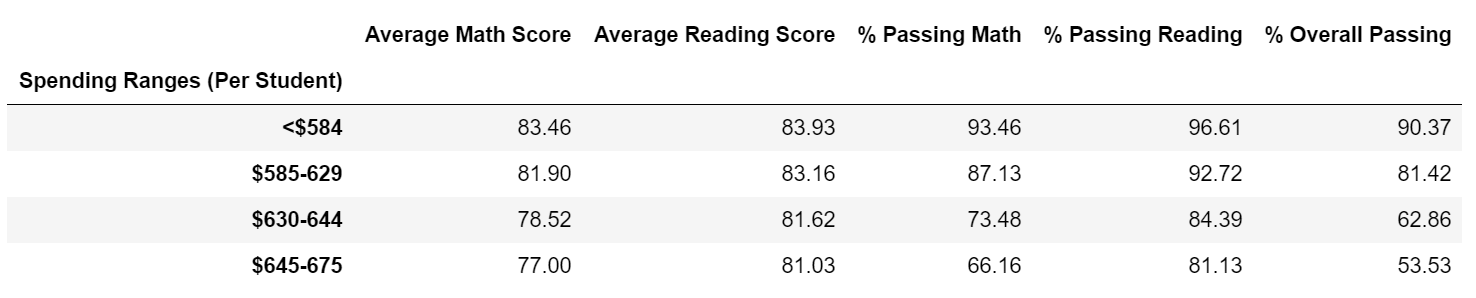 Average Math Score Average Reading Score % Passing Math % Passing Reading % Overall Passing
Spending Ranges (Per Student)
<$584 83.46 83.93 93.46 96.61 90.37
$585-629 81.90 83.16 87.13 92.72 81.42
$630-644 78.52 81.62 73.48 84.39 62.86
$645-675 77.00 81.03 66.16 81.13 53.53